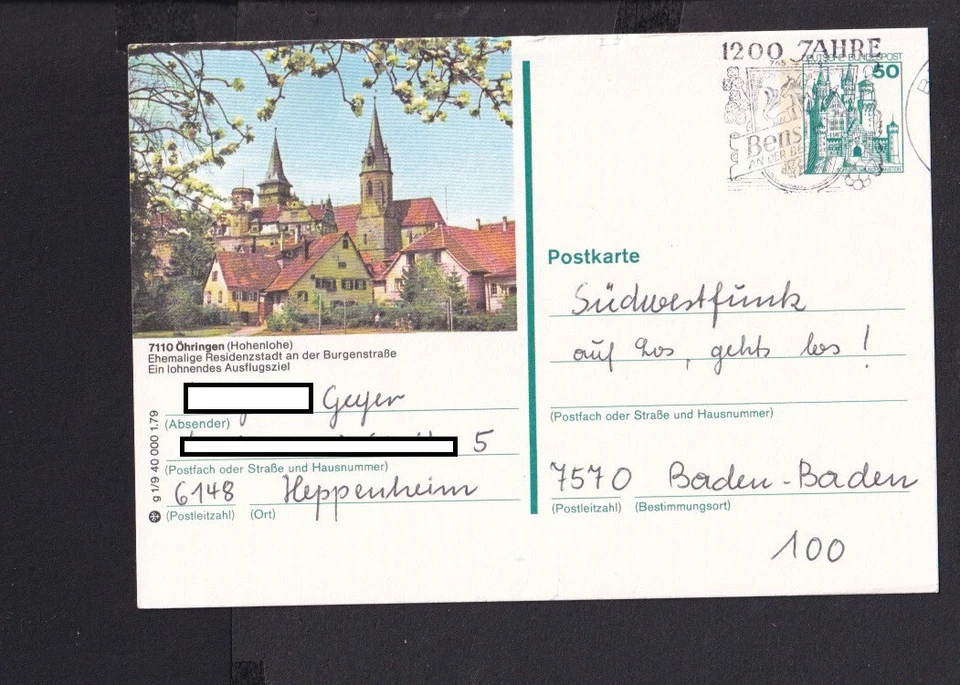 1200 JAHRE
765
DEUTSCHE BUNDESPOST
50
Bens
AN DER BE
7110 Öhringen (Hohenlohe)
Ehemalige Residenzstadt an der Burgenstraße
Ein lohnendes Ausflugsziel
Geyer
(Absender)
5
(Postfach oder Straße und Hausnummer)
6148 Heppenheim
(Postleitzahl) (Ort)
g 1/9 40 000 1.79
Postkarte
Südwestfunk
auf Los, gehts los!
(Postfach oder Straße und Hausnummer)
7570 Baden-Baden
(Postleitzahl) (Bestimmungsort)
100